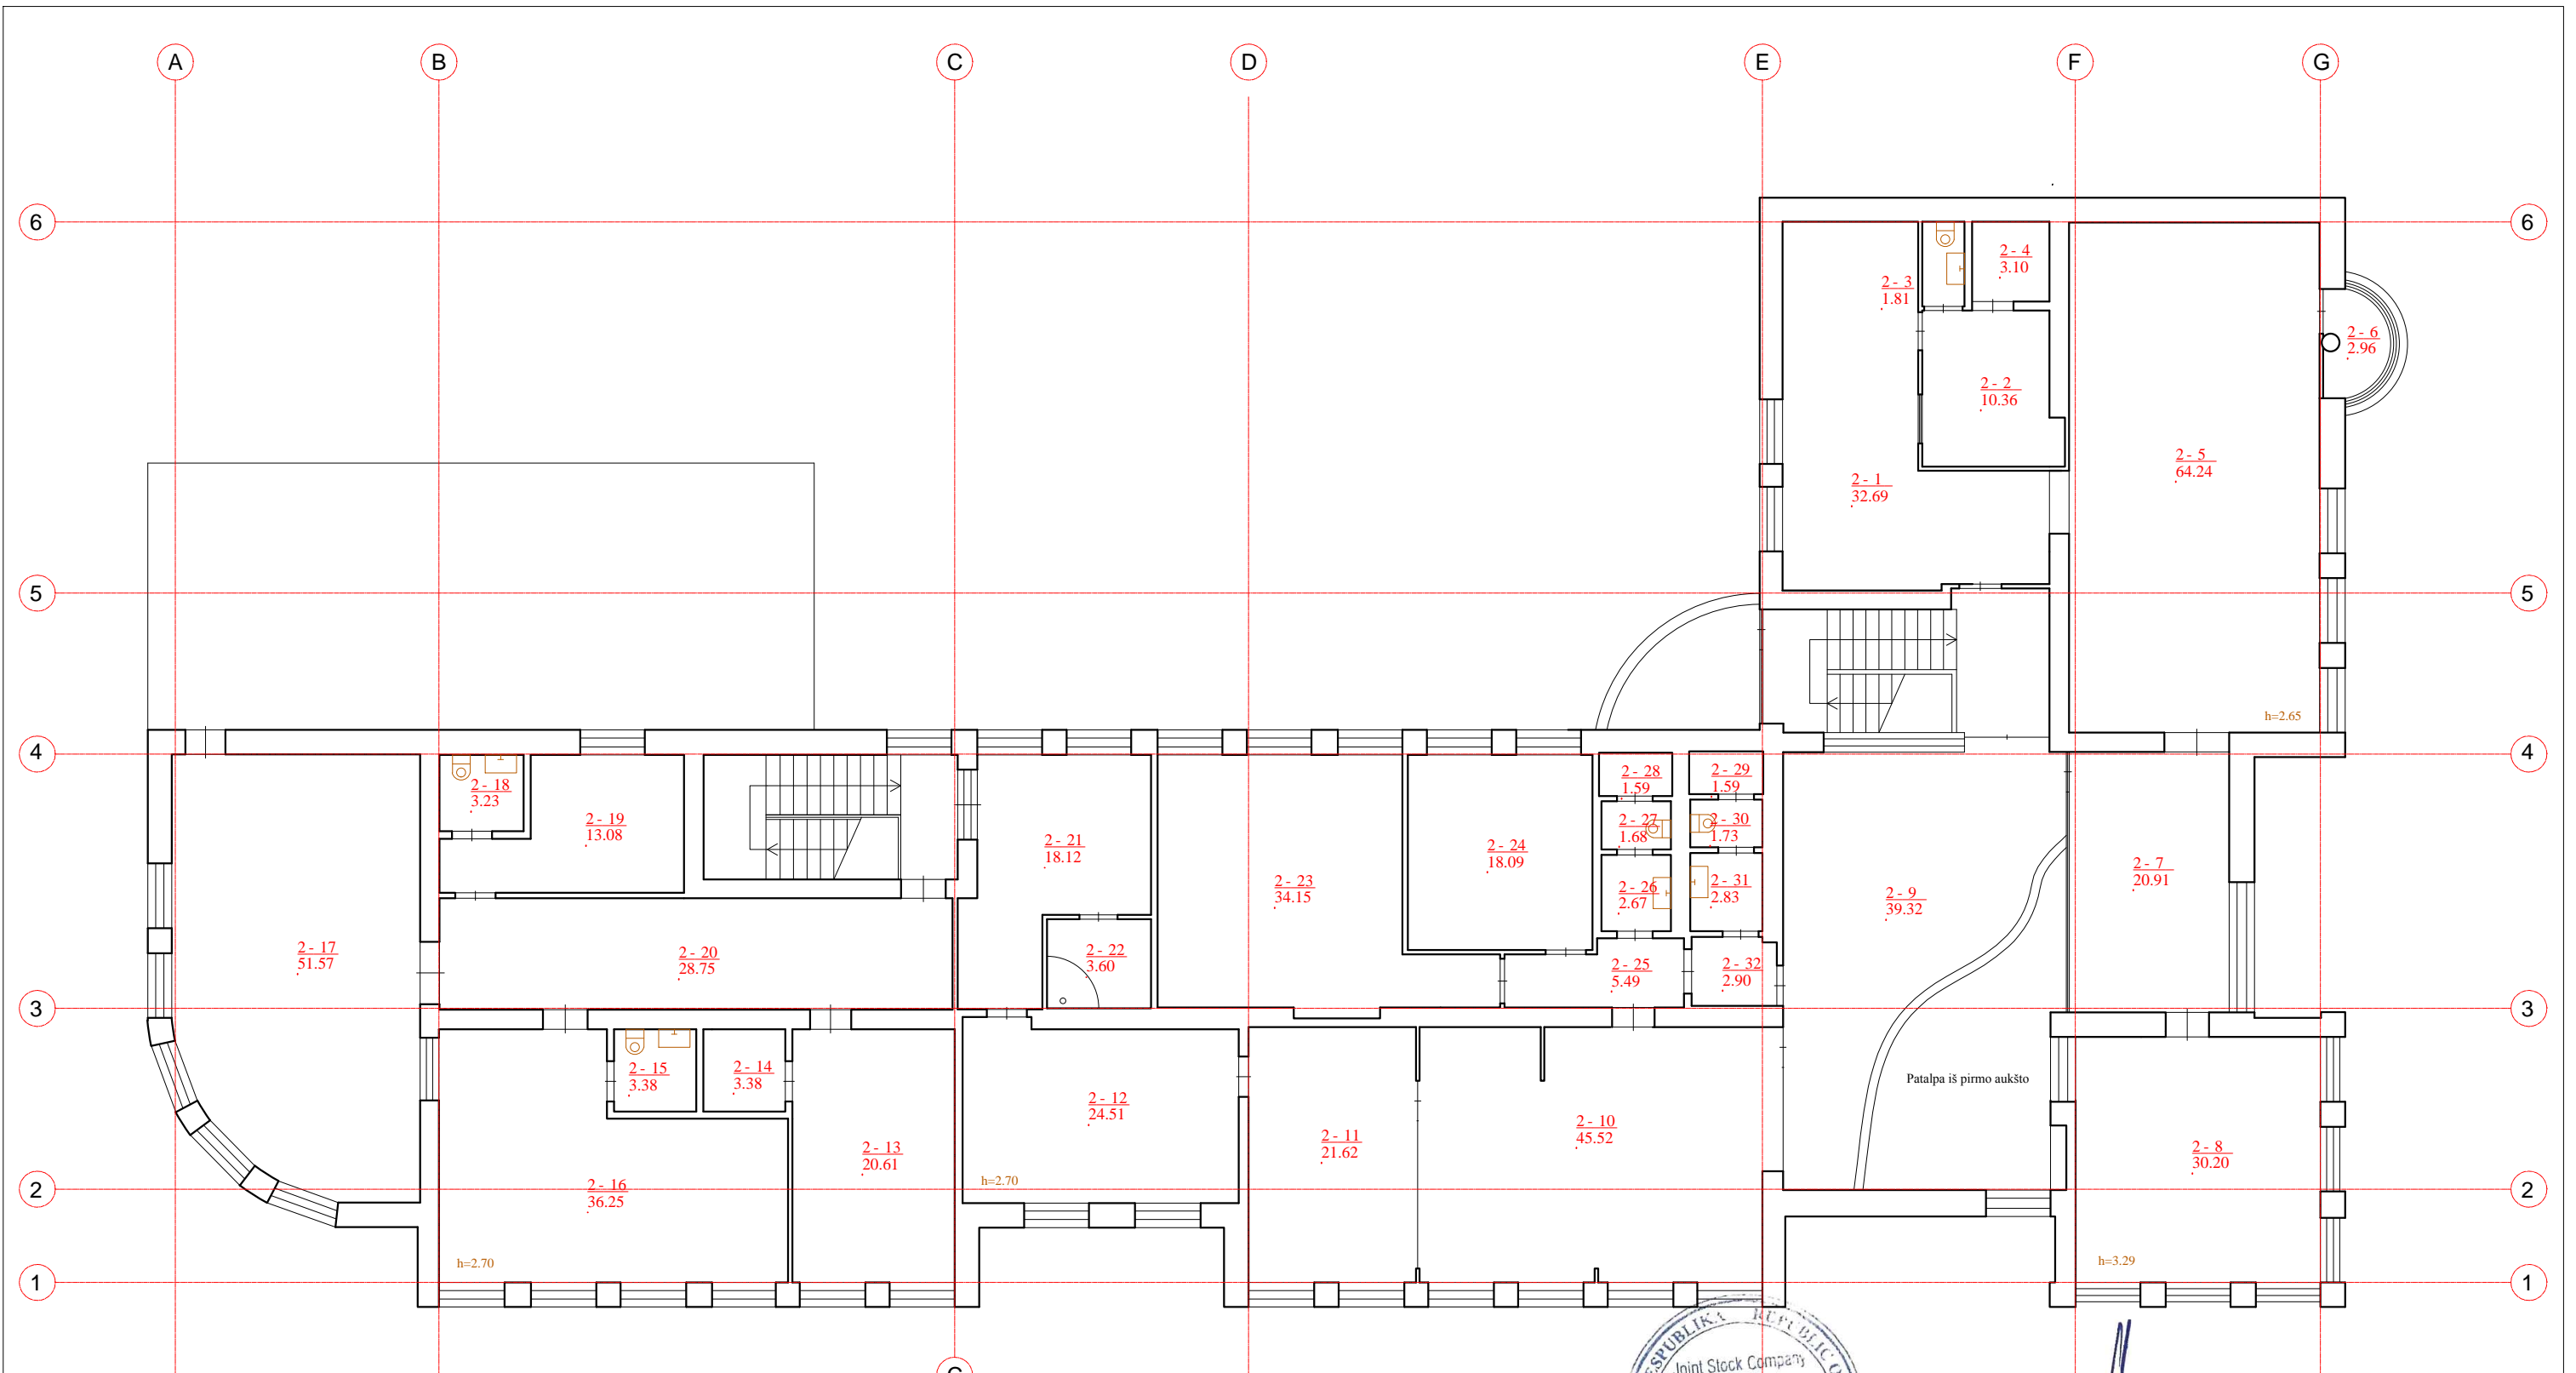 A B C D E F G
6 6
2 - 4
3.10
2 - 3
1.81
2 - 6
2.96
2 - 2
10.36
2 - 5
64.24
2 - 1
32.69
5 5
h=2.65
4 4
2 - 18
3.23
2 - 19
13.08
2 - 21
18.12
2 - 23
34.15
2 - 24
18.09
2 - 28
1.59
2 - 29
1.59
2 - 27
1.68
2 - 30
1.73
2 - 26
2.67
2 - 31
2.83
2 - 9
39.32
2 - 7
20.91
2 - 17
51.57
2 - 20
28.75
2 - 22
3.60
2 - 25
5.49
2 - 32
2.90
3 3
2 - 15
3.38
2 - 14
3.38
2 - 12
24.51
2 - 11
21.62
2 - 10
45.52
Patalpa iš pirmo aukšto
2 - 13
20.61
2 - 8
30.20
2 - 16
36.25
h=2.70
2 2
h=2.70
h=3.29
1 1
Joint Stock Company